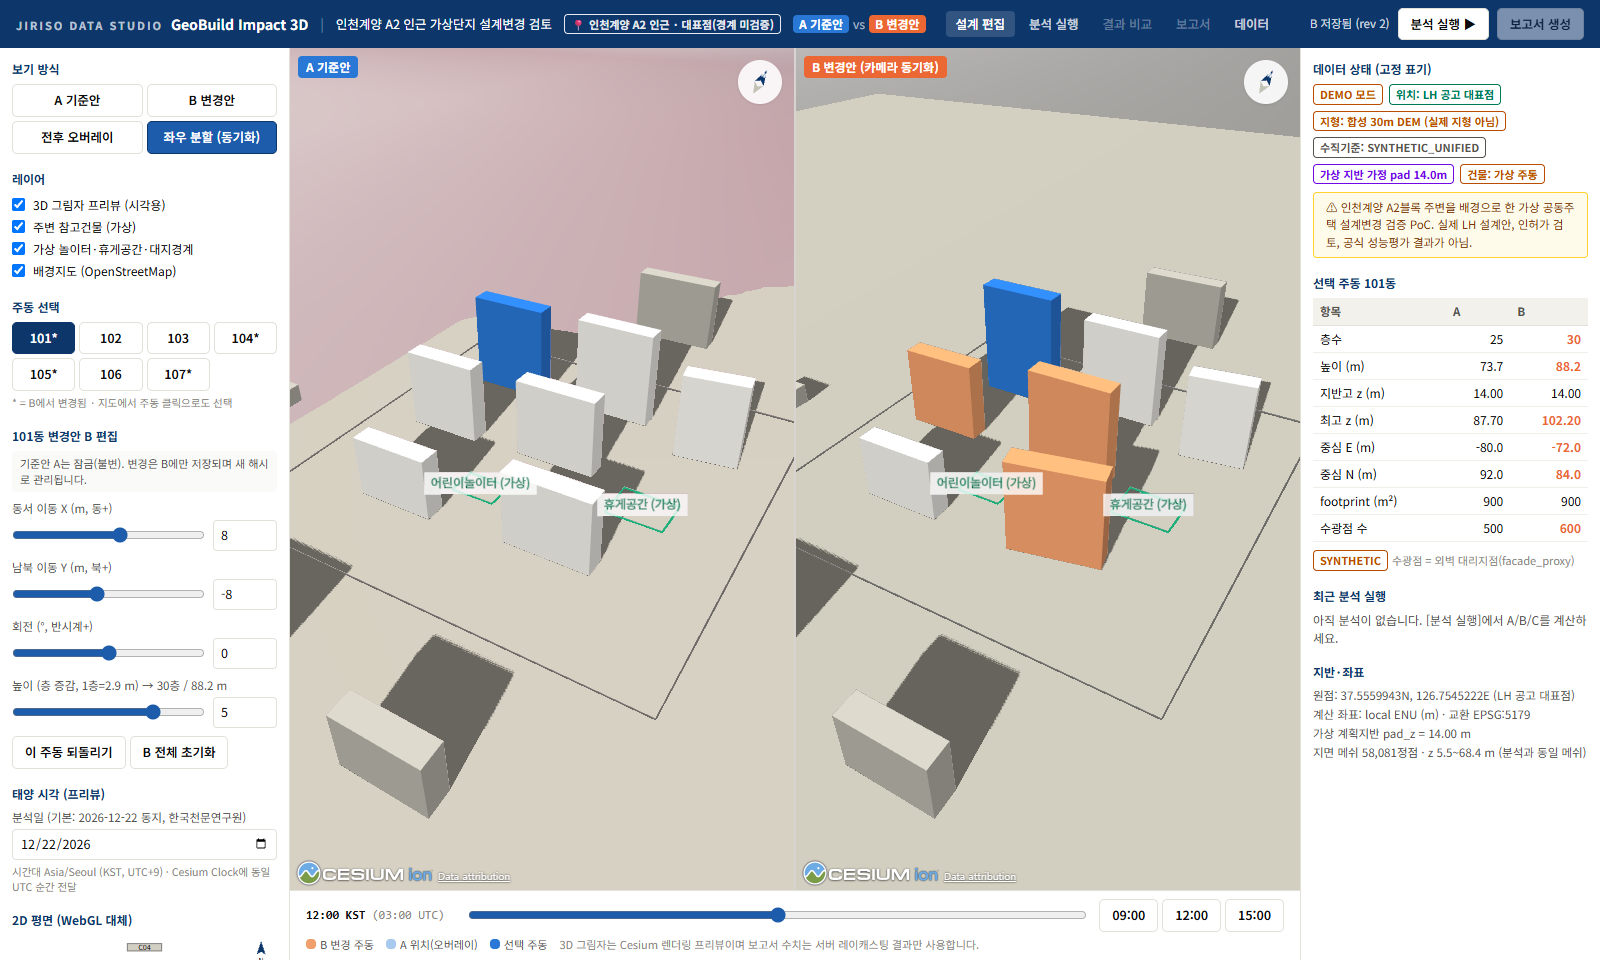 JIRISO DATA STUDIO GeoBuild Impact 3D | 인천계양 A2 인근 가상단지 설계변경 검토 📍 인천계양 A2 인근 · 대표점(경계 미검증) A 기준안 vs B 변경안 설계 편집 분석 실행 결과 비교 보고서 데이터 B 저장됨 (rev 2) 분석 실행 ▶ 보고서 생성
보기 방식
A 기준안 B 변경안
전후 오버레이 좌우 분할 (동기화)
레이어
3D 그림자 프리뷰 (시각용)
주변 참고건물 (가상)
가상 놀이터·휴게공간·대지경계
배경지도 (OpenStreetMap)
주동 선택
101* 102 103 104*
105* 106 107*
* = B에서 변경됨 · 지도에서 주동 클릭으로도 선택
101동 변경안 B 편집
기준안 A는 잠금(불변). 변경은 B에만 저장되며 새 해시
로 관리됩니다.
동서 이동 X (m, 동+)
8
남북 이동 Y (m, 북+)
-8
회전 (°, 반시계+)
0
높이 (층 증감, 1층=2.9 m) → 30층 / 88.2 m
5
이 주동 되돌리기 B 전체 초기화
태양 시각 (프리뷰)
분석일 (기본: 2026-12-22 동지, 한국천문연구원)
12/22/2026
시간대 Asia/Seoul (KST, UTC+9) · Cesium Clock에 동일
UTC 순간 전달
2D 평면 (WebGL 대체)
C04
A 기준안
어린이놀이터 (가상)
휴게공간 (가상)
CESIUM ion Data attribution
B 변경안 (카메라 동기화)
어린이놀이터 (가상)
휴게공간 (가상)
CESIUM ion Data attribution
12:00 KST (03:00 UTC) 09:00 12:00 15:00
B 변경 주동 A 위치(오버레이) 선택 주동 3D 그림자는 Cesium 렌더링 프리뷰이며 보고서 수치는 서버 레이캐스팅 결과만 사용합니다.
데이터 상태 (고정 표기)
DEMO 모드 위치: LH 공고 대표점
지형: 합성 30m DEM (실제 지형 아님)
수직기준: SYNTHETIC_UNIFIED
가상 지반 가정 pad 14.0m 건물: 가상 주동
⚠ 인천계양 A2블록 주변을 배경으로 한 가상 공동주
택 설계변경 검증 PoC. 실제 LH 설계안, 인허가 검
토, 공식 성능평가 결과가 아님.
선택 주동 101동
항목 A B
층수 25 30
높이 (m) 73.7 88.2
지반고 z (m) 14.00 14.00
최고 z (m) 87.70 102.20
중심 E (m) -80.0 -72.0
중심 N (m) 92.0 84.0
footprint (m²) 900 900
수광점 수 500 600
SYNTHETIC 수광점 = 외벽 대리지점(facade_proxy)
최근 분석 실행
아직 분석이 없습니다. [분석 실행]에서 A/B/C를 계산하
세요.
지반·좌표
원점: 37.5559943N, 126.7545222E (LH 공고 대표점)
계산 좌표: local ENU (m) · 교환 EPSG:5179
가상 계획지반 pad_z = 14.00 m
지면 메쉬 58,081정점 · z 5.5~68.4 m (분석과 동일 메쉬)